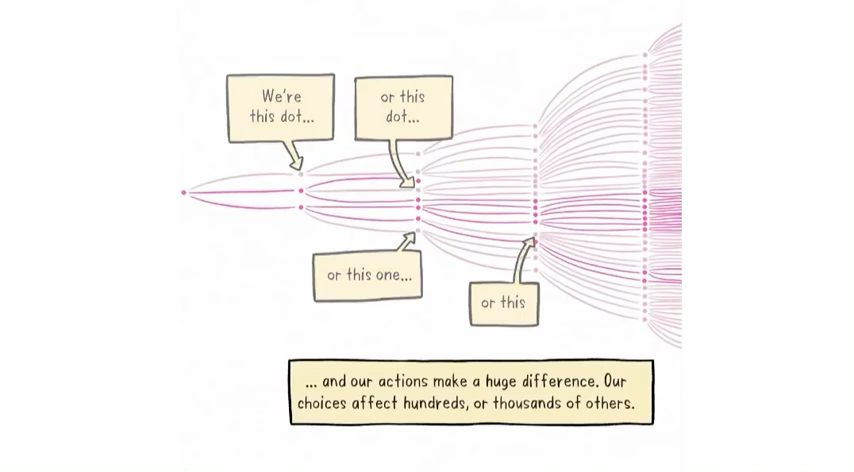 We're
this dot...
or this
dot...
or this one...
or this
... and our actions make a huge difference. Our
choices affect hundreds, or thousands of others.